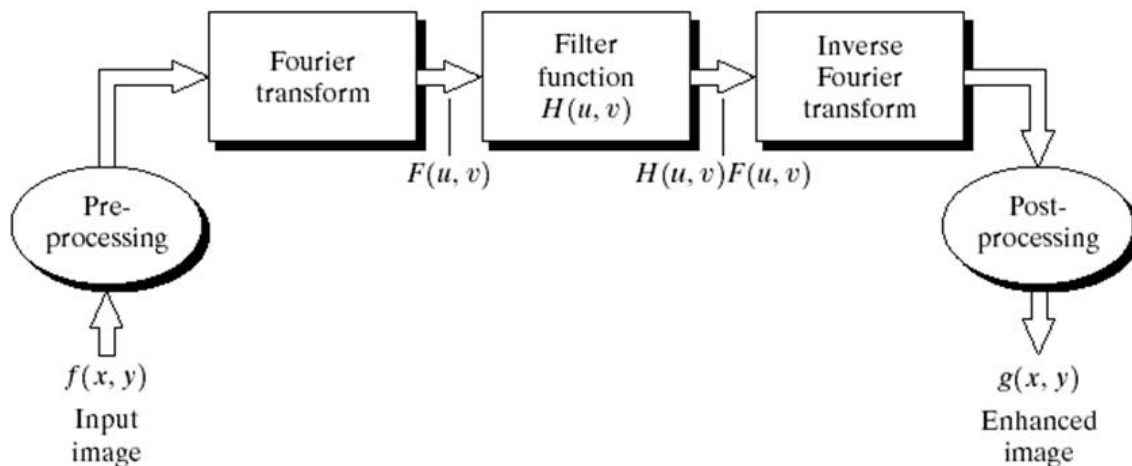 Fourier
transform
Filter
function
H(u, v)
Inverse
Fourier
transform
F(u, v)
H(u, v)F(u, v)
Pre-
processing
Post-
processing
f(x, y)
Input
image
g(x, y)
Enhanced
image